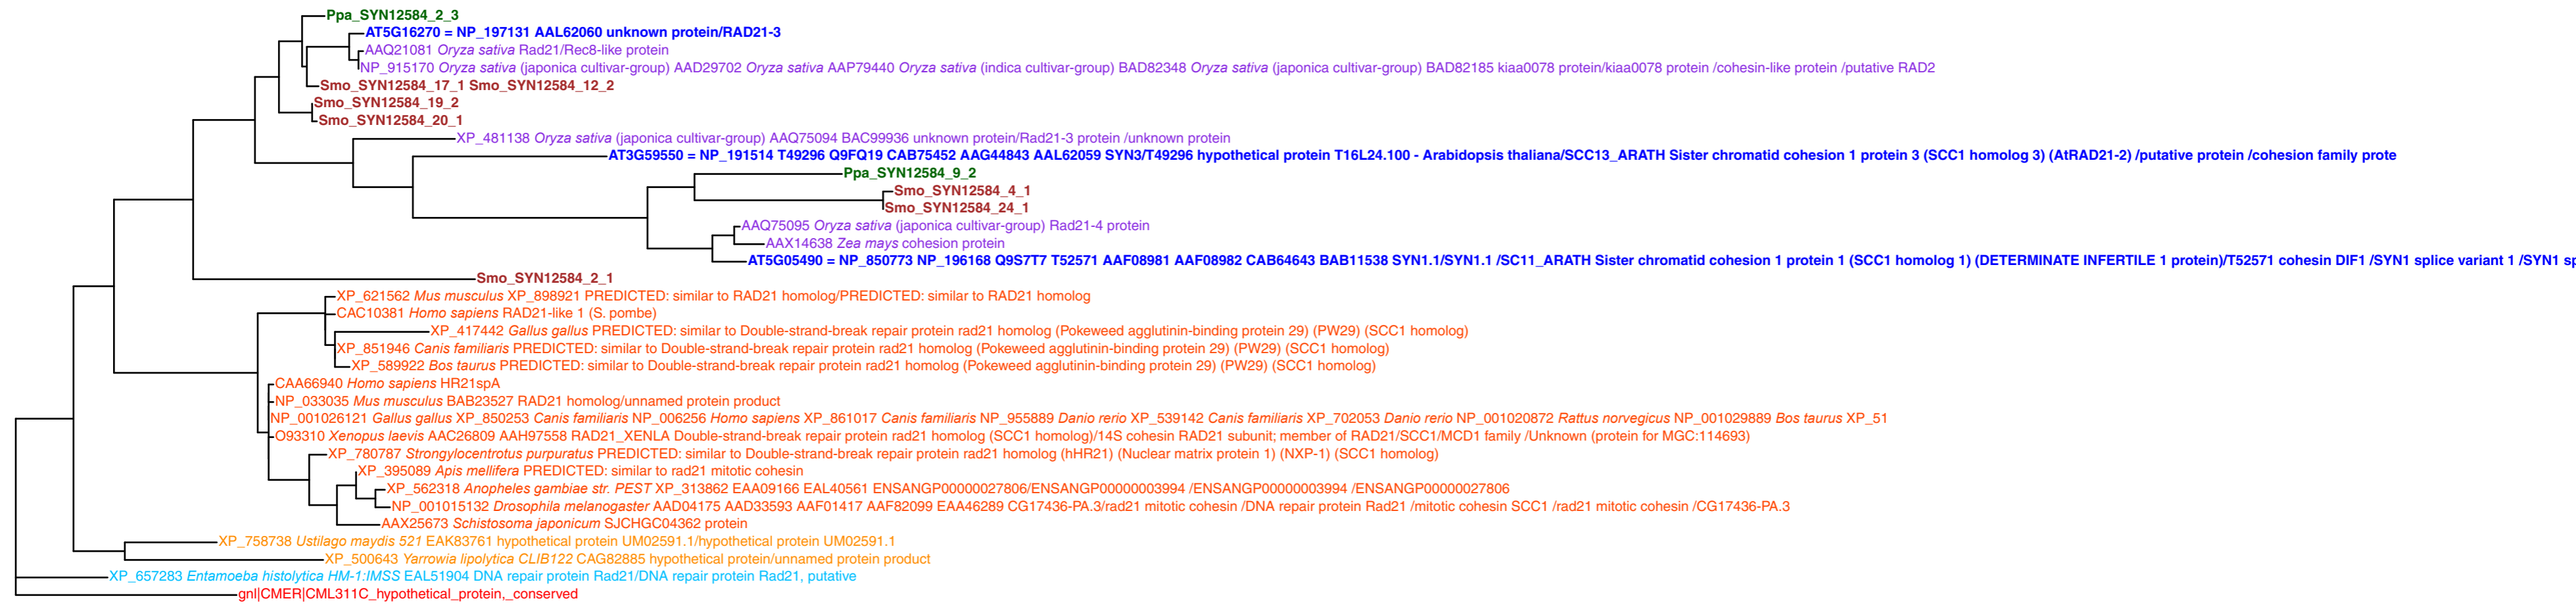 Ppa_SYN12584_2_3
AT5G16270 = NP_197131 AAL62060 unknown protein/RAD21-3
AAQ21081 Oryza sativa Rad21/Rec8-like protein
NP_915170 Oryza sativa (japonica cultivar-group) AAD29702 Oryza sativa AAP79440 Oryza sativa (indica cultivar-group) BAD82348 Oryza sativa (japonica cultivar-group) BAD82185 kiaa0078 protein/kiaa0078 protein /cohesin-like protein /putative RAD2
Smo_SYN12584_17_1 Smo_SYN12584_12_2
Smo_SYN12584_19_2
Smo_SYN12584_20_1
XP_481138 Oryza sativa (japonica cultivar-group) AAQ75094 BAC99936 unknown protein/Rad21-3 protein /unknown protein
AT3G59550 = NP_191514 T49296 Q9FQ19 CAB75452 AAG44843 AAL62059 SYN3/T49296 hypothetical protein T16L24.100 - Arabidopsis thaliana/SCC13_ARATH Sister chromatid cohesion 1 protein 3 (SCC1 homolog 3) (AtRAD21-2) /putative protein /cohesion family prote
Ppa_SYN12584_9_2
Smo_SYN12584_4_1
Smo_SYN12584_24_1
AAQ75095 Oryza sativa (japonica cultivar-group) Rad21-4 protein
AAX14638 Zea mays cohesion protein
AT5G05490 = NP_850773 NP_196168 Q9S7T7 T52571 AAF08981 AAF08982 CAB64643 BAB11538 SYN1.1/SYN1.1 /SC11_ARATH Sister chromatid cohesion 1 protein 1 (SCC1 homolog 1) (DETERMINATE INFERTILE 1 protein)/T52571 cohesin DIF1 /SYN1 splice variant 1 /SYN1 sp
Smo_SYN12584_2_1
XP_621562 Mus musculus XP_898921 PREDICTED: similar to RAD21 homolog/PREDICTED: similar to RAD21 homolog
CAC10381 Homo sapiens RAD21-like 1 (S. pombe)
XP_417442 Gallus gallus PREDICTED: similar to Double-strand-break repair protein rad21 homolog (Pokeweed agglutinin-binding protein 29) (PW29) (SCC1 homolog)
XP_851946 Canis familiaris PREDICTED: similar to Double-strand-break repair protein rad21 homolog (Pokeweed agglutinin-binding protein 29) (PW29) (SCC1 homolog)
XP_589922 Bos taurus PREDICTED: similar to Double-strand-break repair protein rad21 homolog (Pokeweed agglutinin-binding protein 29) (PW29) (SCC1 homolog)
CAA66940 Homo sapiens HR21spA
NP_033035 Mus musculus BAB23527 RAD21 homolog/unnamed protein product
NP_001026121 Gallus gallus XP_850253 Canis familiaris NP_006256 Homo sapiens XP_861017 Canis familiaris NP_955889 Danio rerio XP_539142 Canis familiaris XP_702053 Danio rerio NP_001020872 Rattus norvegicus NP_001029889 Bos taurus XP_51
O93310 Xenopus laevis AAC26809 AAH97558 RAD21_XENLA Double-strand-break repair protein rad21 homolog (SCC1 homolog)/14S cohesin RAD21 subunit; member of RAD21/SCC1/MCD1 family /Unknown (protein for MGC:114693)
XP_780787 Strongylocentrotus purpuratus PREDICTED: similar to Double-strand-break repair protein rad21 homolog (hHR21) (Nuclear matrix protein 1) (NXP-1) (SCC1 homolog)
XP_395089 Apis mellifera PREDICTED: similar to rad21 mitotic cohesin
XP_562318 Anopheles gambiae str. PEST XP_313862 EAA09166 EAL40561 ENSANGP00000027806/ENSANGP00000003994 /ENSANGP00000003994 /ENSANGP00000027806
NP_001015132 Drosophila melanogaster AAD04175 AAD33593 AAF01417 AAF82099 EAA46289 CG17436-PA.3/rad21 mitotic cohesin /DNA repair protein Rad21 /mitotic cohesin SCC1 /rad21 mitotic cohesin /CG17436-PA.3
AAX25673 Schistosoma japonicum SJCHGC04362 protein
XP_758738 Ustilago maydis 521 EAK83761 hypothetical protein UM02591.1/hypothetical protein UM02591.1
XP_500643 Yarrowia lipolytica CLIB122 CAG82885 hypothetical protein/unnamed protein product
XP_657283 Entamoeba histolytica HM-1:IMSS EAL51904 DNA repair protein Rad21/DNA repair protein Rad21, putative
gnl|CMER|CML311C_hypothetical_protein,_conserved